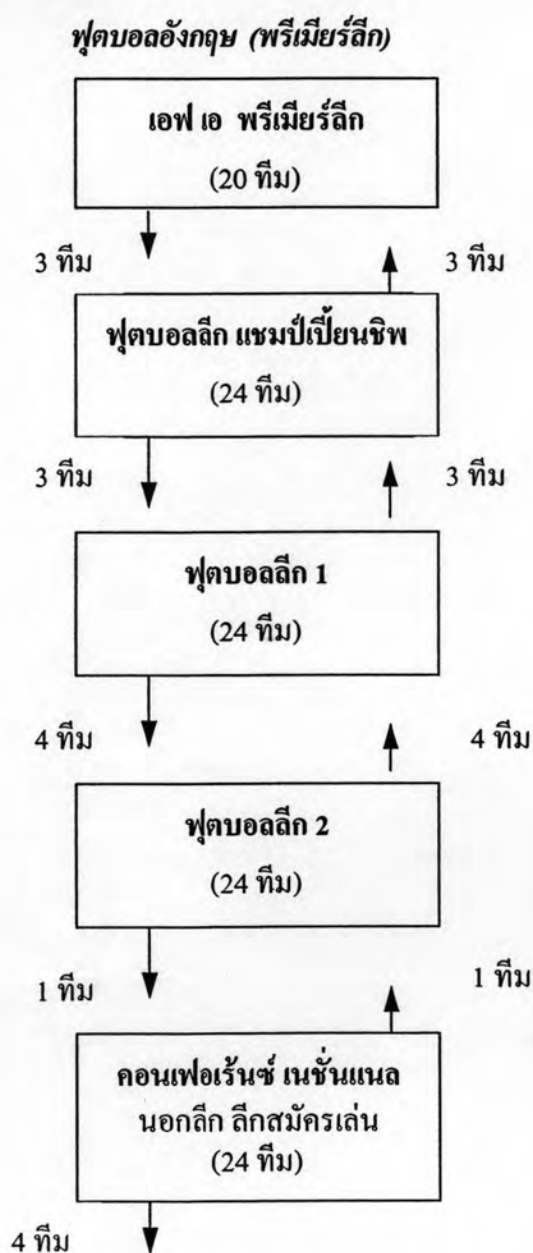 ฟุตบอลอังกฤษ (พรีเมียร์ลีก)
เอฟ เอ พรีเมียร์ลีก
(20 ทีม)
3 ทีม 3 ทีม
ฟุตบอลลีก แชมป์เปี้ยนชิพ
(24 ทีม)
3 ทีม 3 ทีม
ฟุตบอลลีก 1
(24 ทีม)
4 ทีม 4 ทีม
ฟุตบอลลีก 2
(24 ทีม)
1 ทีม 1 ทีม
คอนเฟอเร้นซ์ เนชั่นแนล
นอกลีก ลีกสมัครเล่น
(24 ทีม)
4 ทีม